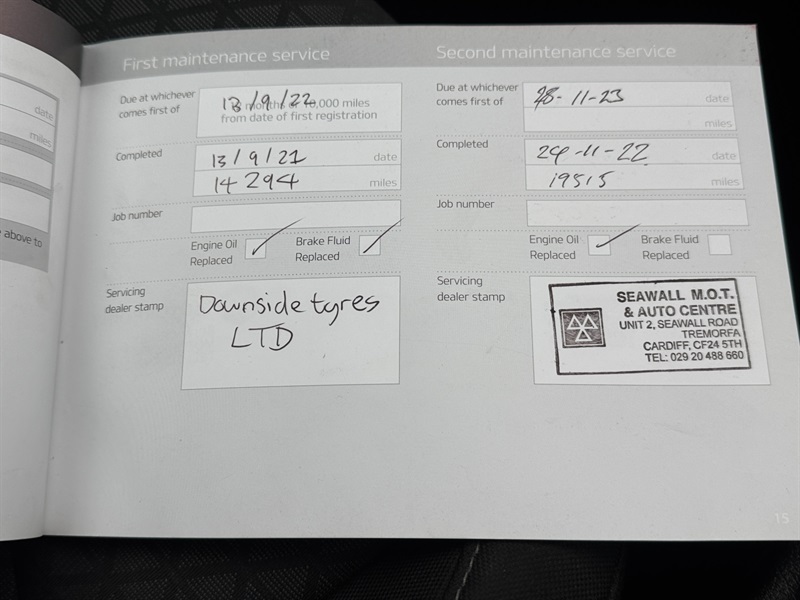 First maintenance service
Due at whichever
comes first of
13/9/22
months or 10,000 miles
from date of first registration
Completed
13/9/21 date
14294 miles
Job number
Engine Oil
Replaced
Brake Fluid
Replaced
Servicing
dealer stamp
Downside tyres
LTD
Second maintenance service
Due at whichever
comes first of
28-11-23 date
miles
Completed
24-11-22 date
19515 miles
Job number
Engine Oil
Replaced
Brake Fluid
Replaced
Servicing
dealer stamp
SEAWALL M.O.T.
& AUTO CENTRE
UNIT 2, SEAWALL ROAD
TREMORFA
CARDIFF, CF24 5TH
TEL: 029 20 488 660
date
miles
above to
15